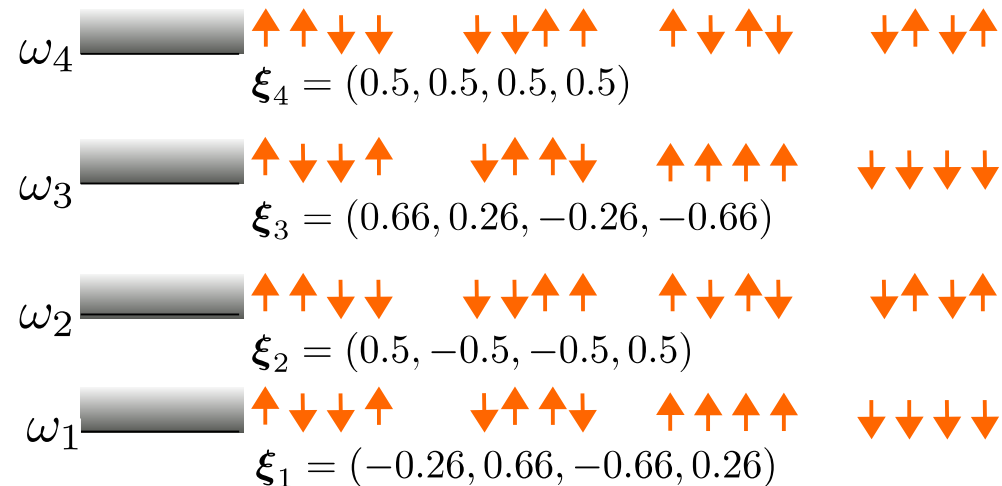 ω₄
ξ₄ = (0.5, 0.5, 0.5, 0.5)
ω₃
ξ₃ = (0.66, 0.26, −0.26, −0.66)
ω₂
ξ₂ = (0.5, −0.5, −0.5, 0.5)
ω₁
ξ₁ = (−0.26, 0.66, −0.66, 0.26)